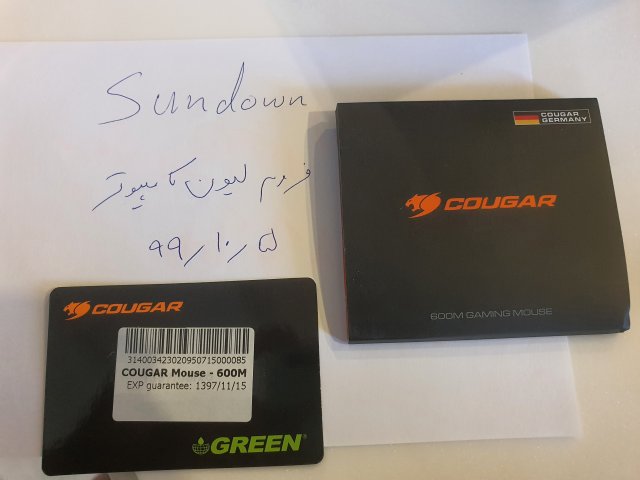 Sundown
فروم لیون کامپیوتر
۹۹/۱۰/۵
COUGAR
GERMANY
COUGAR
600M GAMING MOUSE
COUGAR
314003423020950715000085
COUGAR Mouse - 600M
EXP guarantee: 1397/11/15
GREEN®